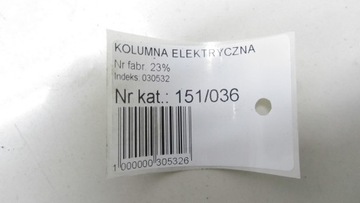 KOLUMNA ELEKTRYCZNA
Nr fabr. 23%
Indeks: 030532
Nr kat.: 151/036
1 000000 305326